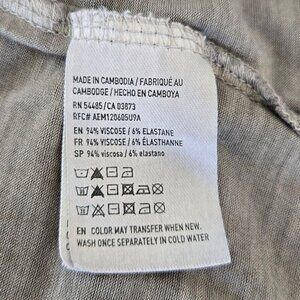 MADE IN CAMBODIA / FABRIQUÉ AU
CAMBODGE / HECHO EN CAMBOYA
RN 54485/CA 03873
RFC# AEM120605U9A
EN 94% VISCOSE / 6% ELASTANE
FR 94% VISCOSE / 6% ÉLASTHANNE
SP 94% viscosa / 6% elastano
EN COLOR MAY TRANSFER WHEN NEW.
WASH ONCE SEPARATELY IN COLD WATER